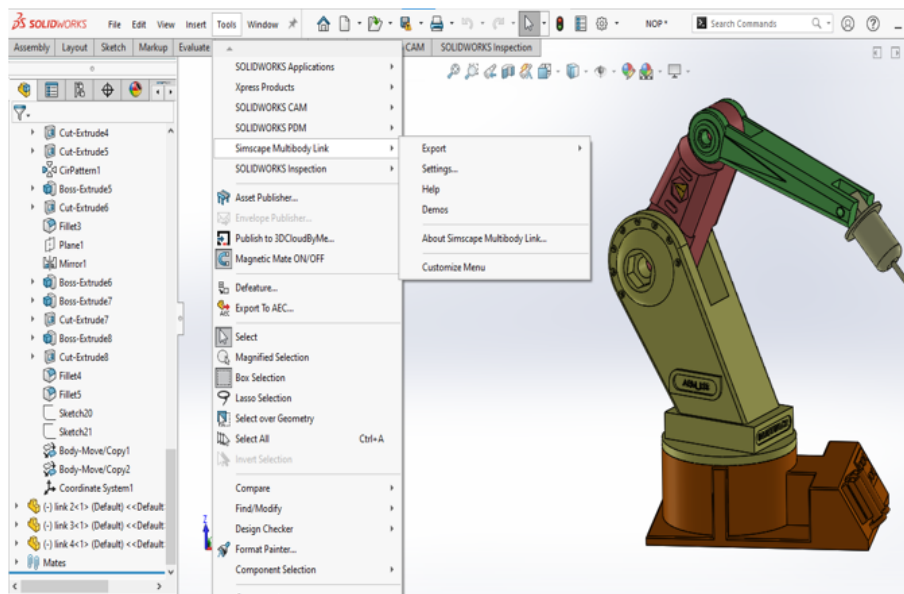 SOLIDWORKS File Edit View Insert Tools Window NOP * Search Commands
Assembly Layout Sketch Markup Evaluate CAM SOLIDWORKS Inspection
Cut-Extrude4
Cut-Extrude5
CirPattern1
Boss-Extrude5
Cut-Extrude6
Fillet3
Plane1
Mirror1
Boss-Extrude6
Boss-Extrude7
Cut-Extrude7
Boss-Extrude8
Cut-Extrude8
Fillet4
Fillet5
Sketch20
Sketch21
Body-Move/Copy1
Body-Move/Copy2
Coordinate System1
(-) link 2<1> (Default) <<Default
(-) link 3<1> (Default) <<Default
(-) link 4<1> (Default) <<Default
Mates
SOLIDWORKS Applications
Xpress Products
SOLIDWORKS CAM
SOLIDWORKS PDM
Simscape Multibody Link
SOLIDWORKS Inspection
Asset Publisher...
Envelope Publisher...
Publish to 3DCloudByMe...
Magnetic Mate ON/OFF
Defeature...
Export To AEC...
Select
Magnified Selection
Box Selection
Lasso Selection
Select over Geometry
Select All Ctrl+A
Invert Selection
Compare
Find/Modify
Design Checker
Format Painter...
Component Selection
Export
Settings...
Help
Demos
About Simscape Multibody Link...
Customize Menu
Z